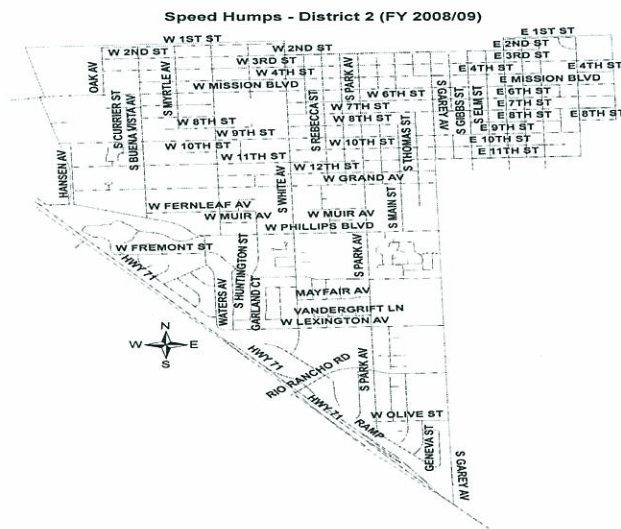 Speed Humps - District 2 (FY 2008/09)
E 1ST ST
W 1ST ST
E 2ND ST
W 2ND ST
W 2ND ST
E 3RD ST
W 3RD ST
E 4TH ST
E 4TH ST
W 4TH ST
E MISSION BLVD
W MISSION BLVD
OAK AV
S MYRTLE AV
S PARK AV
S GAREY AV
S GIBBS ST
S ELM ST
E 6TH ST
W 6TH ST
E 7TH ST
W 7TH ST
E 8TH ST
E 8TH ST
W 8TH ST
W 8TH ST
S CURRIER ST
S BUENA VISTA AV
S REBECCA ST
S THOMAS ST
E 9TH ST
W 9TH ST
E 10TH ST
W 10TH ST
W 10TH ST
E 11TH ST
W 11TH ST
W 12TH ST
W GRAND AV
HANSEN AV
S WHITE AV
S MAIN ST
W FERNLEAF AV
W MUIR AV
W MUIR AV
W PHILLIPS BLVD
W FREMONT ST
HWY 71
WATERS AV
S HUNTINGTON ST
GARLAND CT
S PARK AV
MAYFAIR AV
VANDERGRIFT LN
W LEXINGTON AV
N
W
E
S
HWY 71
RIO RANCHO RD
S PARK AV
HWY 71
RAMP
W OLIVE ST
GENEVA ST
S GAREY AV